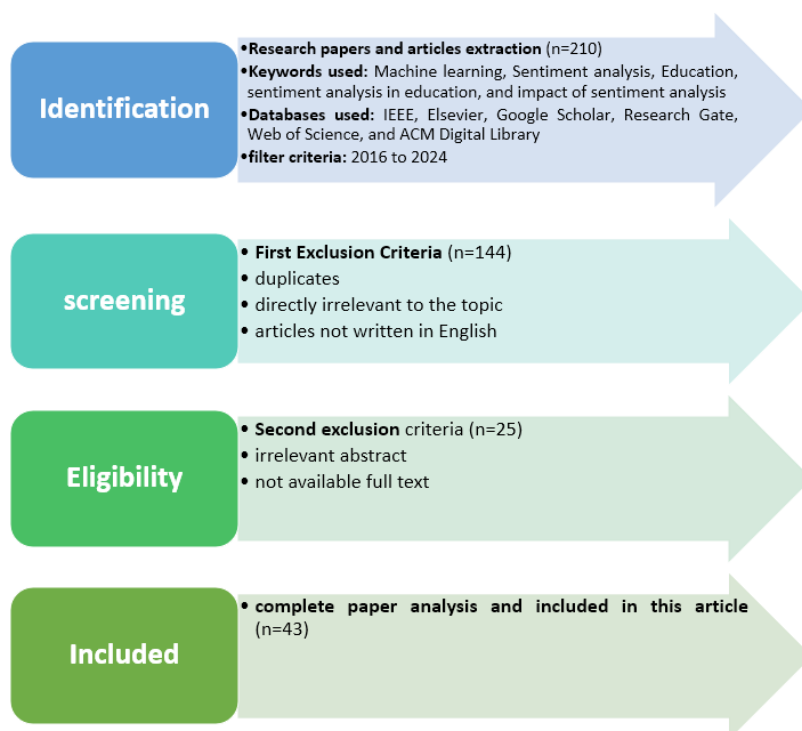 Identification
•Research papers and articles extraction (n=210)
•Keywords used: Machine learning, Sentiment analysis, Education,
sentiment analysis in education, and impact of sentiment analysis
•Databases used: IEEE, Elsevier, Google Scholar, Research Gate,
Web of Science, and ACM Digital Library
•filter criteria: 2016 to 2024
screening
• First Exclusion Criteria (n=144)
• duplicates
• directly irrelevant to the topic
• articles not written in English
Eligibility
• Second exclusion criteria (n=25)
• irrelevant abstract
• not available full text
Included
• complete paper analysis and included in this article
(n=43)